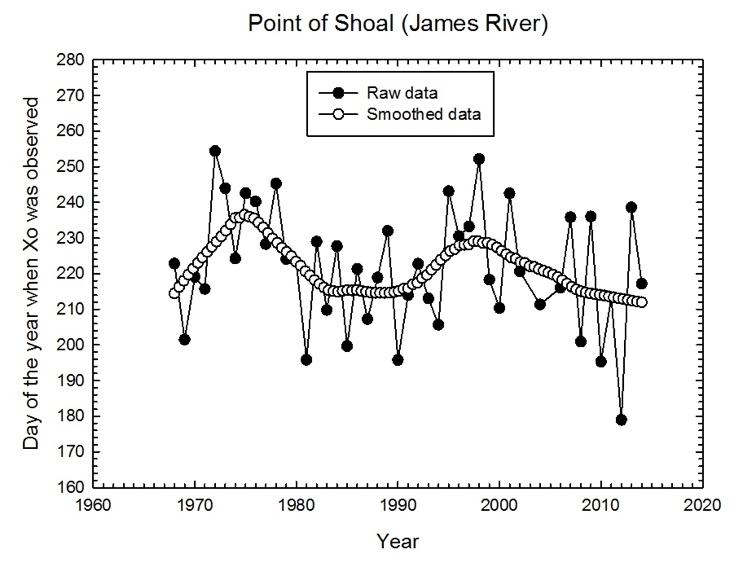 Point of Shoal (James River)
Raw data
Smoothed data
Day of the year when Xo was observed
280
270
260
250
240
230
220
210
200
190
180
170
160
1960 1970 1980 1990 2000 2010 2020
Year